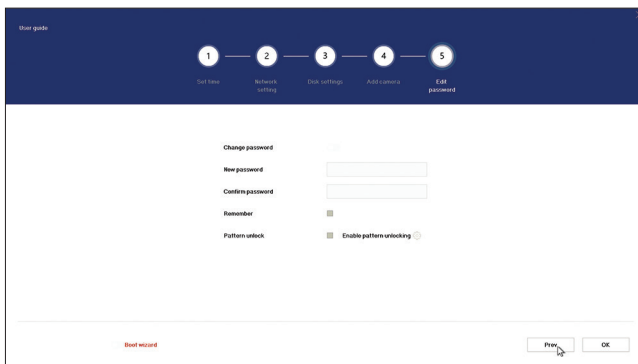 User guide
1 2 3 4 5
Set time Network setting Disk settings Add camera Edit password
Change password
New password
Confirm password
Remember
Pattern unlock Enable pattern unlocking
Boot wizard Prev OK